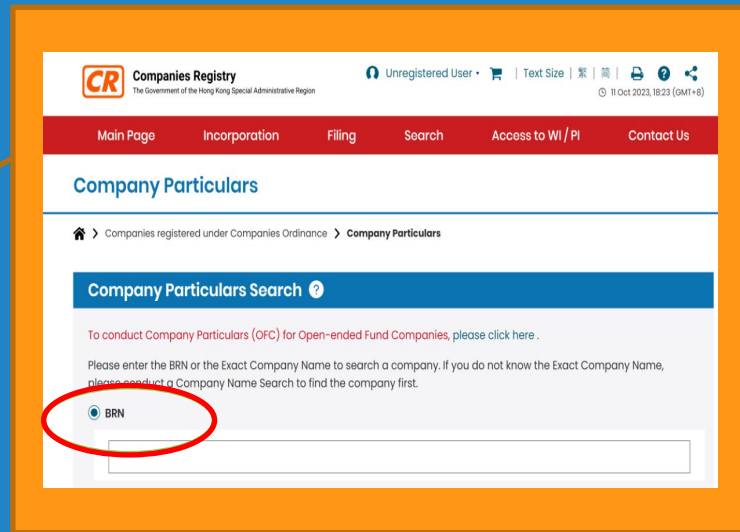 CR Companies Registry
The Government of the Hong Kong Special Administrative Region
Unregistered User | Text Size | 繁 | 简 |
11 Oct 2023, 18:23 (GMT+8)
Main Page Incorporation Filing Search Access to WI / PI Contact Us
Company Particulars
Companies registered under Companies Ordinance > Company Particulars
Company Particulars Search ?
To conduct Company Particulars (OFC) for Open-ended Fund Companies, please click here .
Please enter the BRN or the Exact Company Name to search a company. If you do not know the Exact Company Name,
please conduct a Company Name Search to find the company first.
BRN